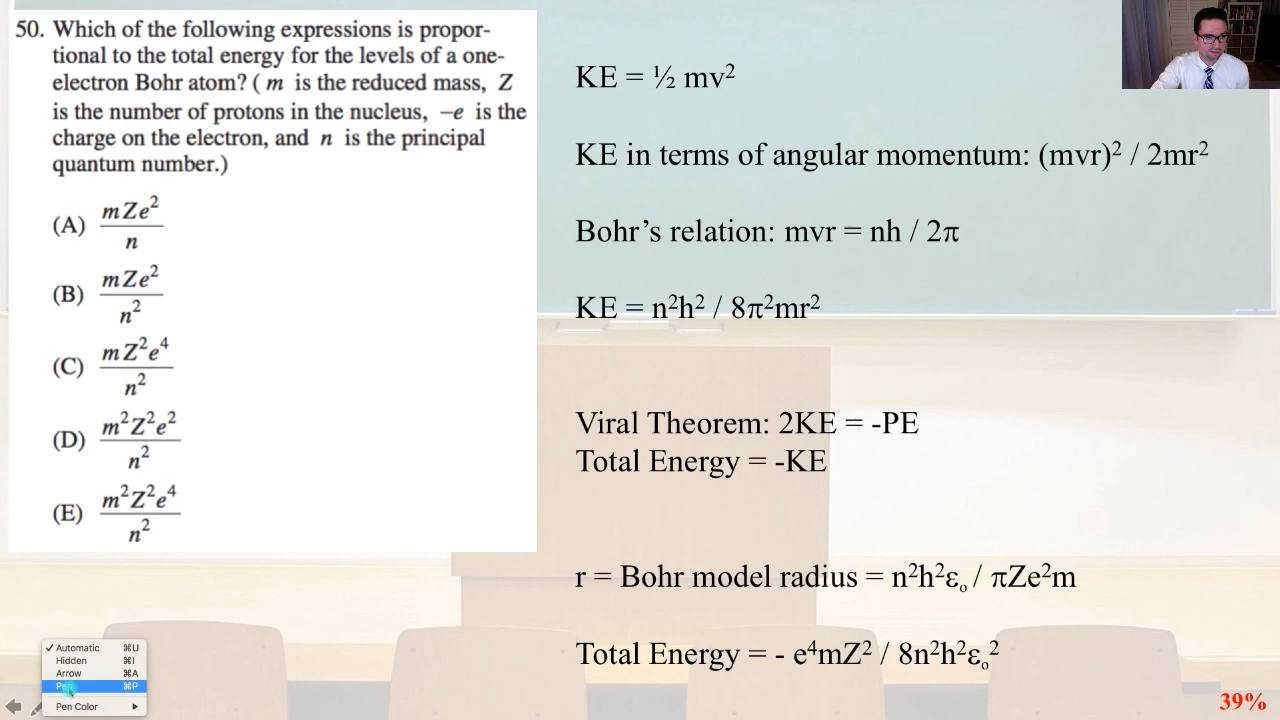 50. Which of the following expressions is propor-
tional to the total energy for the levels of a one-
electron Bohr atom? ( m is the reduced mass, Z
is the number of protons in the nucleus, −e is the
charge on the electron, and n is the principal
quantum number.)
(A) mZe²/n
(B) mZe²/n²
(C) mZ²e⁴/n²
(D) m²Z²e²/n²
(E) m²Z²e⁴/n²
KE = ½ mv²
KE in terms of angular momentum: (mvr)² / 2mr²
Bohr’s relation: mvr = nh / 2π
KE = n²h² / 8π²mr²
Viral Theorem: 2KE = -PE
Total Energy = -KE
r = Bohr model radius = n²h²εₒ / πZe²m
Total Energy = - e⁴mZ² / 8n²h²εₒ²
✓ Automatic ⌘U
Hidden ⌘I
Arrow ⌘A
Pen ⌘P
Pen Color
39%